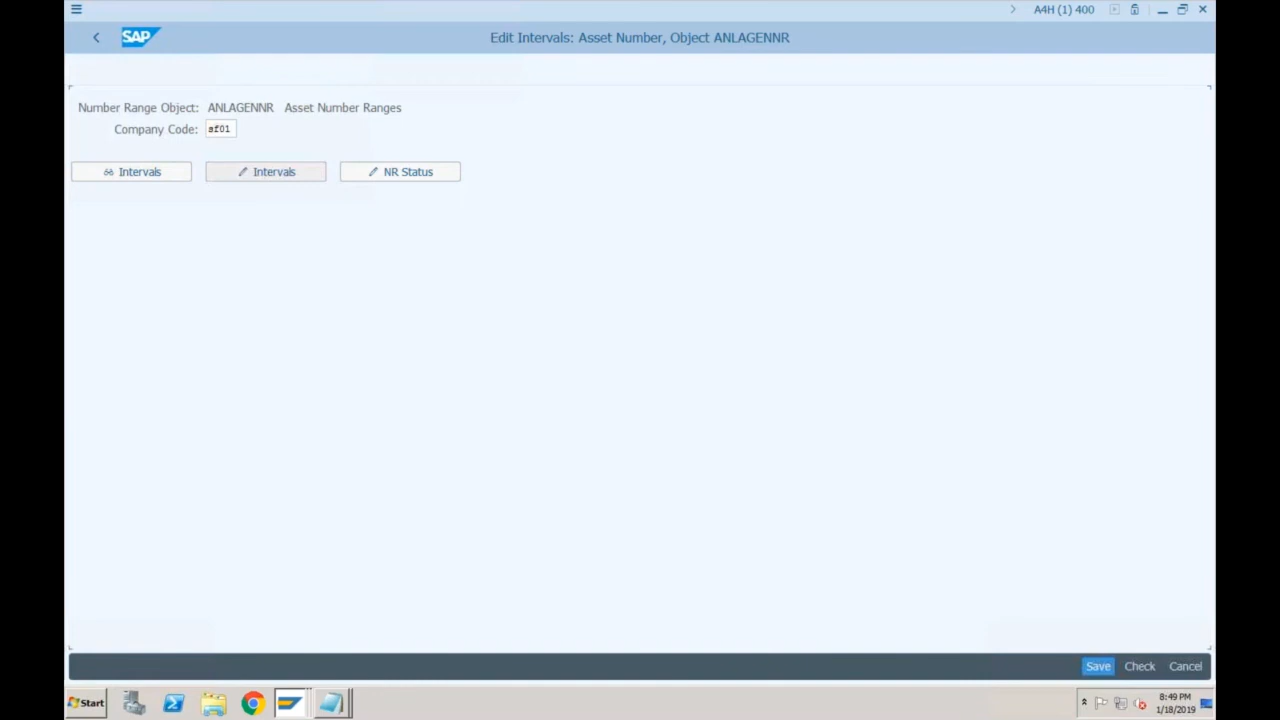 A4H (1) 400
SAP
Edit Intervals: Asset Number, Object ANLAGENNR
Number Range Object: ANLAGENNR Asset Number Ranges
Company Code: sf01
Intervals
Intervals
NR Status
Save Check Cancel
Start
8:49 PM
1/18/2019